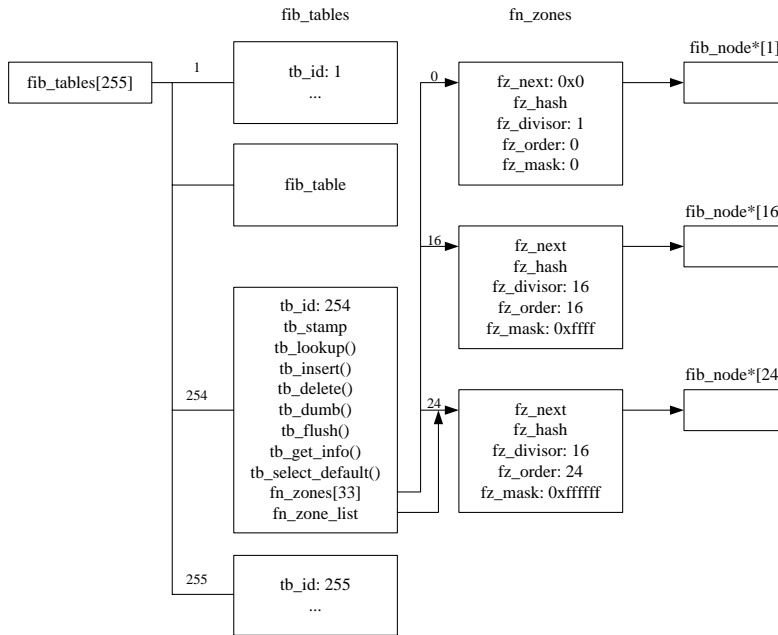 fib_tables
fn_zones
fib_node*[1]
fib_tables[255]
1
tb_id: 1
...
0
fz_next: 0x0
fz_hash
fz_divisor: 1
fz_order: 0
fz_mask: 0
fib_table
fib_node*[16
16
fz_next
fz_hash
fz_divisor: 16
fz_order: 16
fz_mask: 0xffff
254
tb_id: 254
tb_stamp
tb_lookup()
tb_insert()
tb_delete()
tb_dumb()
tb_flush()
tb_get_info()
tb_select_default()
fn_zones[33]
fn_zone_list
fib_node*[24
24
fz_next
fz_hash
fz_divisor: 16
fz_order: 24
fz_mask: 0xffffff
255
tb_id: 255
...